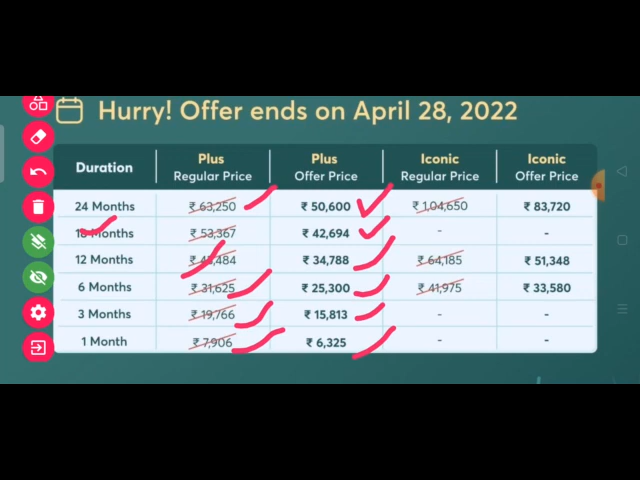 Hurry! Offer ends on April 28, 2022
Duration Plus Regular Price Plus Offer Price Iconic Regular Price Iconic Offer Price
24 Months ₹ 63,250 ₹ 50,600 ₹ 1,04,650 ₹ 83,720
18 Months ₹ 53,367 ₹ 42,694 - -
12 Months ₹ 34,788 ₹ 64,185 ₹ 51,348
6 Months ₹ 31,625 ₹ 25,300 ₹ 41,975 ₹ 33,580
3 Months ₹ 19,766 ₹ 15,813 - -
1 Month ₹ 7,906 ₹ 6,325 - -